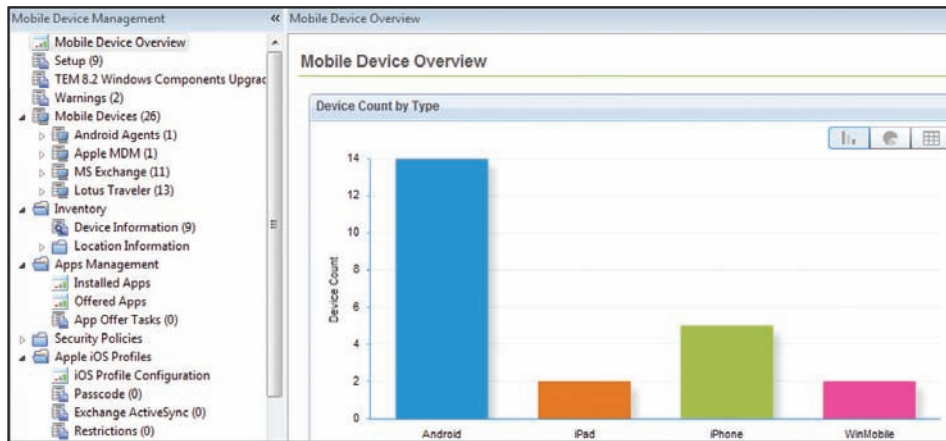 Mobile Device Management
Mobile Device Overview
Setup (9)
TEM 8.2 Windows Components Upgrad
Warnings (2)
Mobile Devices (26)
Android Agents (1)
Apple MDM (1)
MS Exchange (11)
Lotus Traveler (13)
Inventory
Device Information (9)
Location Information
Apps Management
Installed Apps
Offered Apps
App Offer Tasks (0)
Security Policies
Apple iOS Profiles
iOS Profile Configuration
Passcode (0)
Exchange ActiveSync (0)
Restrictions (0)
Mobile Device Overview
Mobile Device Overview
Device Count by Type
Device Count
14
12
10
8
6
4
2
0
Android iPad iPhone WinMobile